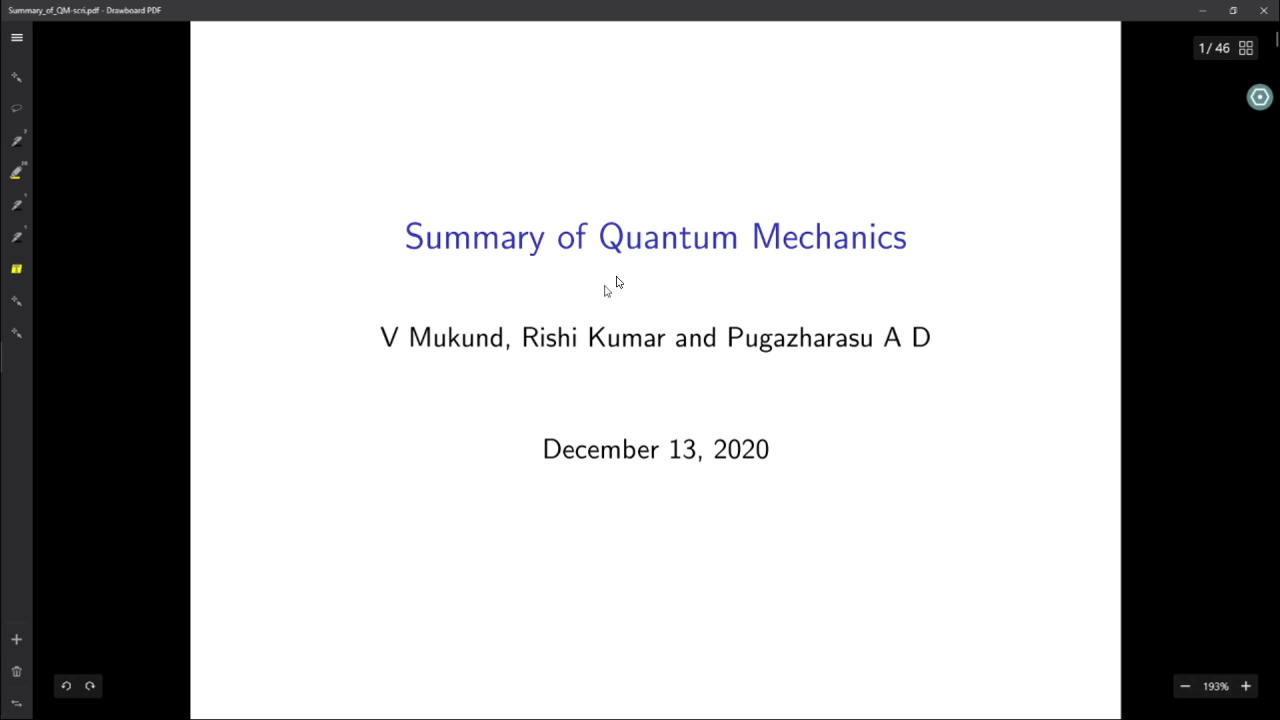 Summary_of_QM-scri.pdf - Drawboard PDF
1 / 46
Summary of Quantum Mechanics
V Mukund, Rishi Kumar and Pugazharasu A D
December 13, 2020
193%